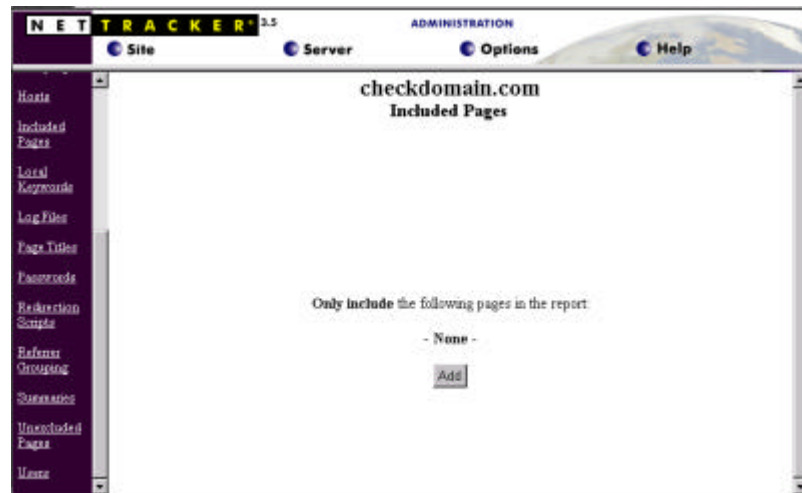 NET TRACKER 3.5
ADMINISTRATION
Site
Server
Options
Help
Hosts
Included
Pages
Local
Keywords
Log Files
Page Titles
Passwords
Redirection
Scripts
Referrer
Grouping
Summaries
Unexcluded
Pages
Users
checkdomain.com
Included Pages
Only include the following pages in the report:
- None -
Add